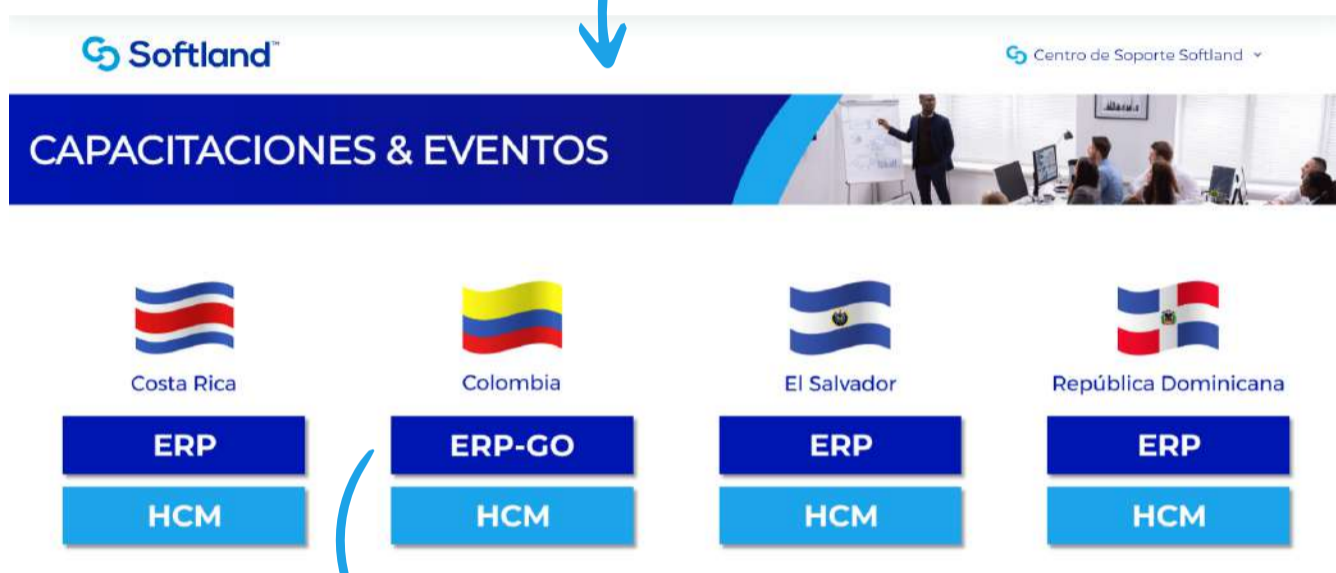 Softland™
Centro de Soporte Softland
CAPACITACIONES & EVENTOS
Costa Rica
Colombia
El Salvador
República Dominicana
ERP
ERP-GO
ERP
ERP
HCM
HCM
HCM
HCM